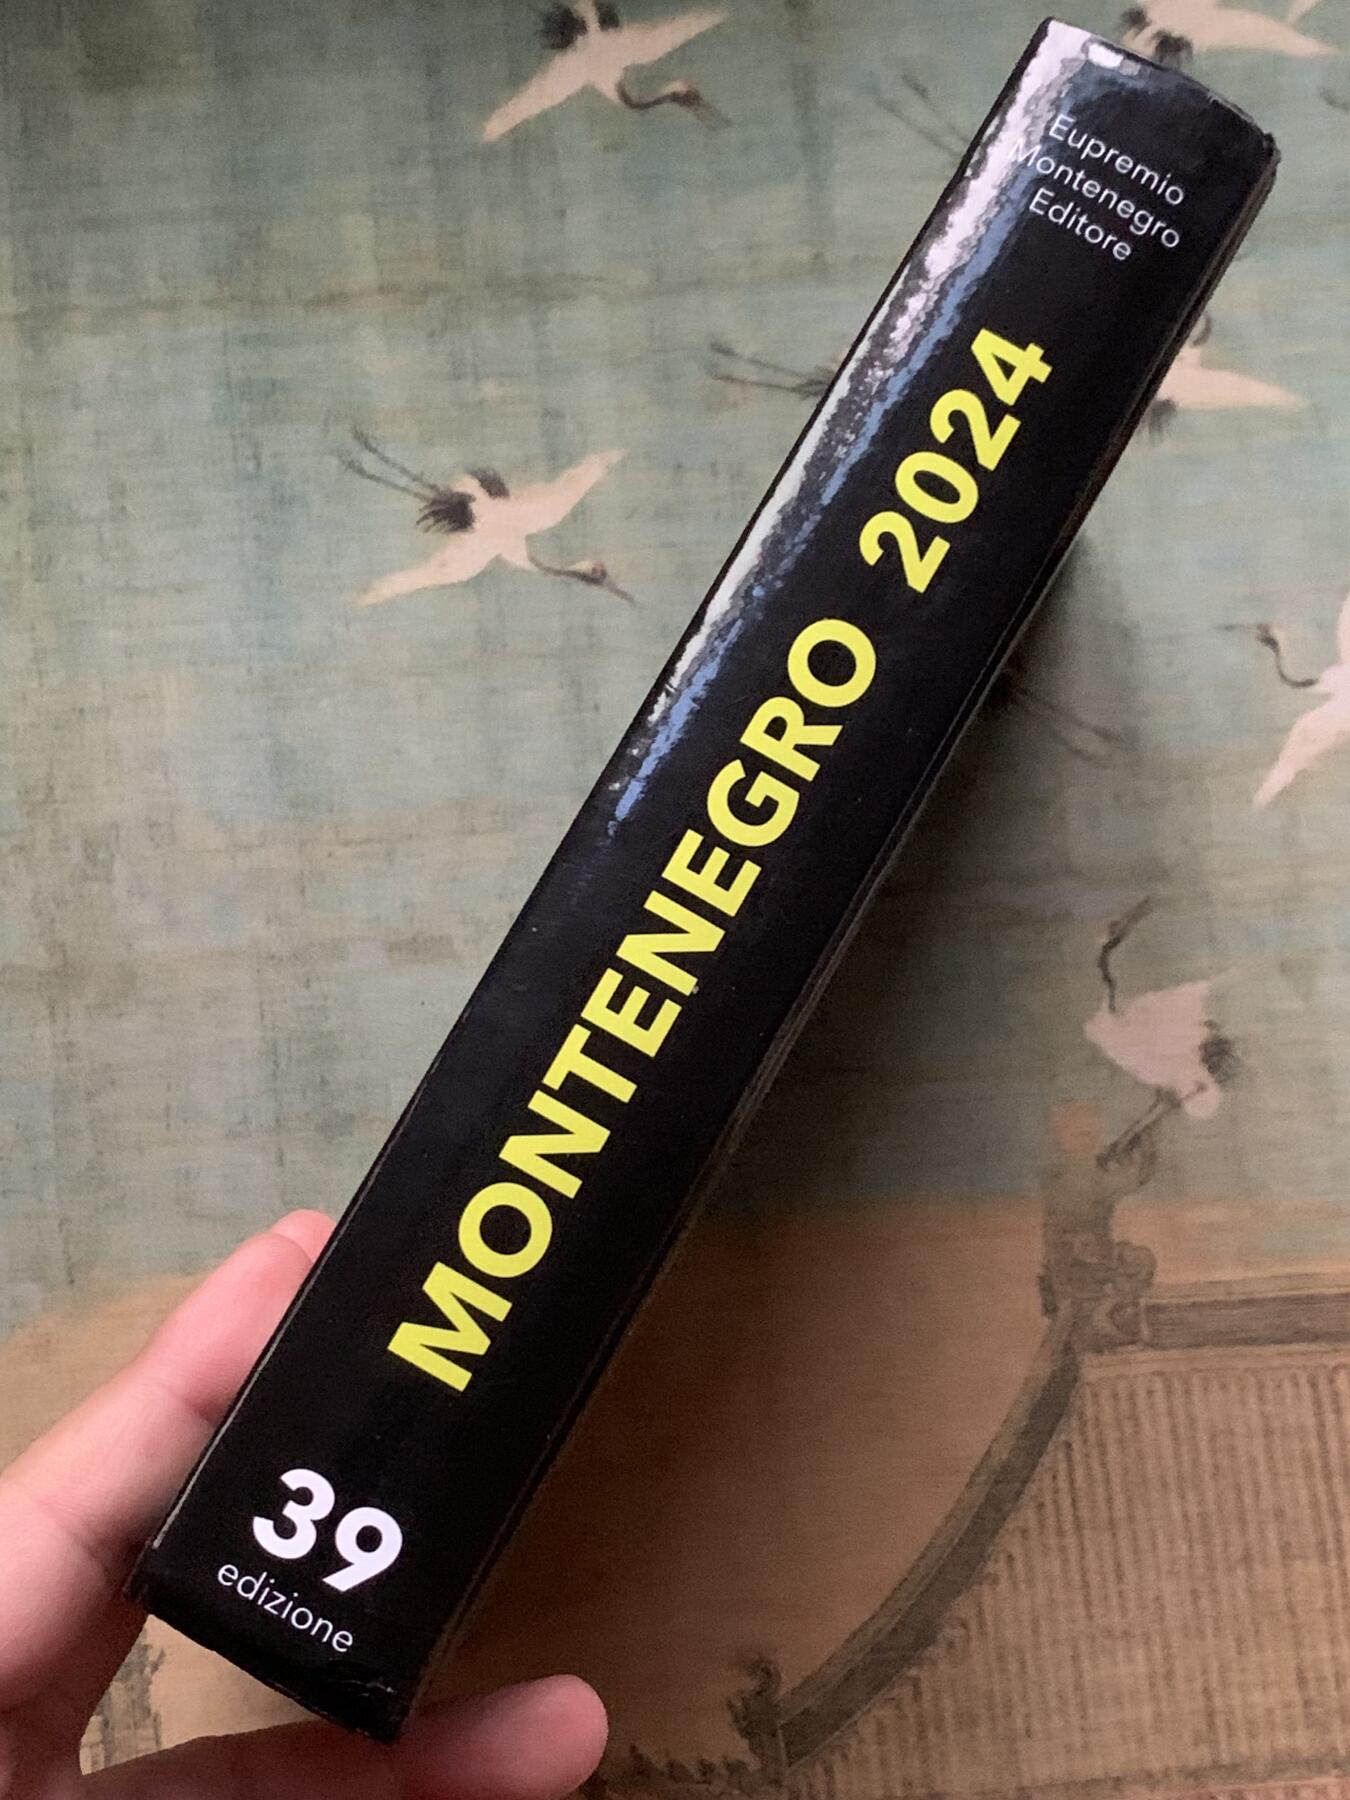 Eupremio
Montenegro
Editore
MONTENEGRO 2024
39
edizione